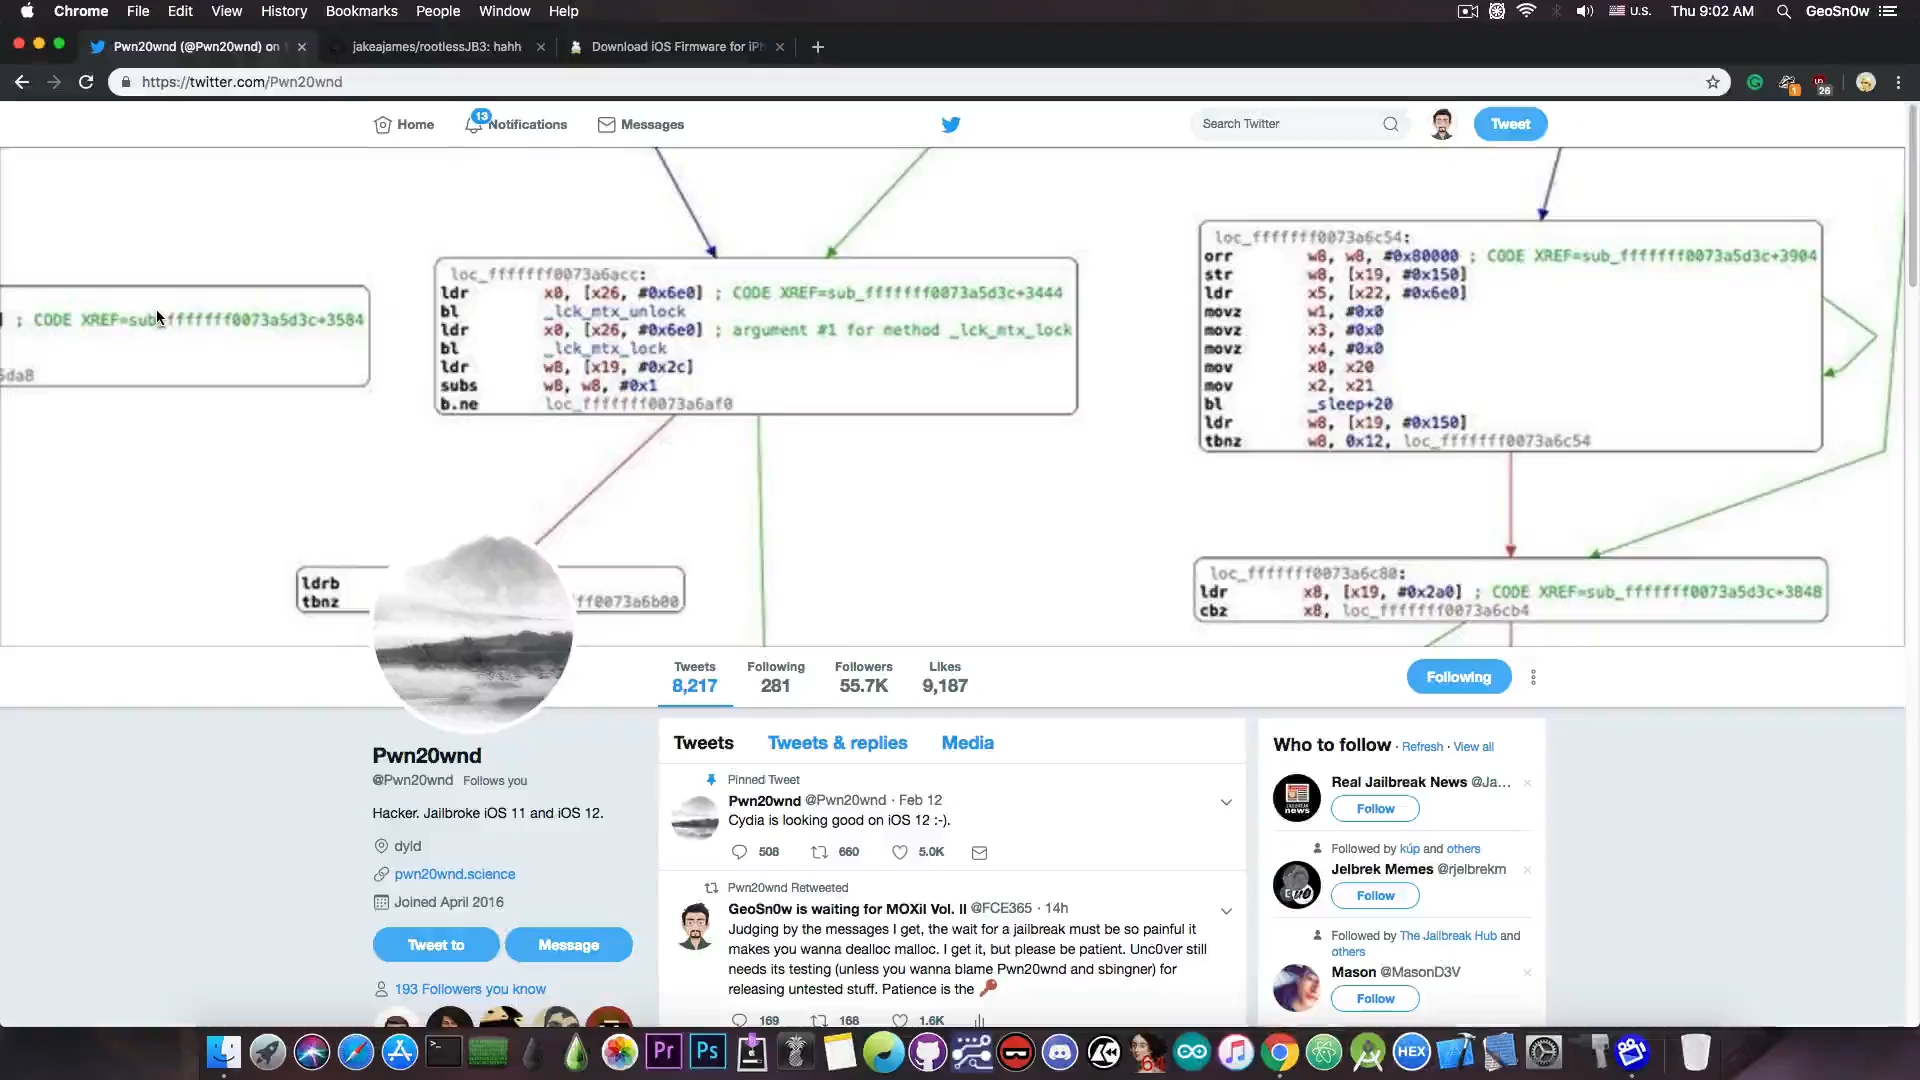 Chrome File Edit View History Bookmarks People Window Help U.S. Thu 9:02 AM GeoSn0w
Pwn20wnd (@Pwn20wnd) on jakeajames/rootlessJB3: hahh Download iOS Firmware for iPh
https://twitter.com/Pwn20wnd 1 26
Home 13 Notifications Messages Search Twitter Tweet
loc_fffffff0073a6acc:
ldr x0, [x26, #0x6e0] ; CODE XREF=sub_fffffff0073a5d3c+3444
bl _lck_mtx_unlock
ldr x0, [x26, #0x6e0] ; argument #1 for method _lck_mtx_lock
bl _lck_mtx_lock
ldr w8, [x19, #0x2c]
subs w8, w8, #0x1
b.ne loc_fffffff0073a6af0
loc_fffffff0073a6c54:
orr w8, w8, #0x80000 ; CODE XREF=sub_fffffff0073a5d3c+3904
str w8, [x19, #0x150]
ldr x5, [x22, #0x6e0]
movz w1, #0x0
movz x3, #0x0
movz x4, #0x0
mov x0, x20
mov x2, x21
bl _sleep+20
ldr w8, [x19, #0x150]
tbnz w8, 0x12, loc_fffffff0073a6c54
; CODE XREF=sub_fffffff0073a5d3c+3584
5da8
ldrb
tbnz ff0073a6b00
loc_fffffff0073a6c80:
ldr x8, [x19, #0x2a0] ; CODE XREF=sub_fffffff0073a5d3c+3848
cbz x8, loc_fffffff0073a6cb4
Tweets Following Followers Likes
8,217 281 55.7K 9,187
Following
Pwn20wnd
@Pwn20wnd Follows you
Hacker. Jailbroke iOS 11 and iOS 12.
dyld
pwn20wnd.science
Joined April 2016
Tweet to Message
193 Followers you know
Tweets Tweets & replies Media
Pinned Tweet
Pwn20wnd @Pwn20wnd · Feb 12
Cydia is looking good on iOS 12 :-).
508 660 5.0K
Pwn20wnd Retweeted
GeoSn0w is waiting for MOXiI Vol. II @FCE365 · 14h
Judging by the messages I get, the wait for a jailbreak must be so painful it
makes you wanna dealloc malloc. I get it, but please be patient. Unc0ver still
needs its testing (unless you wanna blame Pwn20wnd and sbingner) for
releasing untested stuff. Patience is the
169 168 1.6K
Who to follow · Refresh · View all
Real Jailbreak News @Ja...
Follow
Followed by kúp and others
Jelbrek Memes @rjelbrekm
Follow
Followed by The Jailbreak Hub and
others
Mason @MasonD3V
Follow
Pr Ps 64 HEX